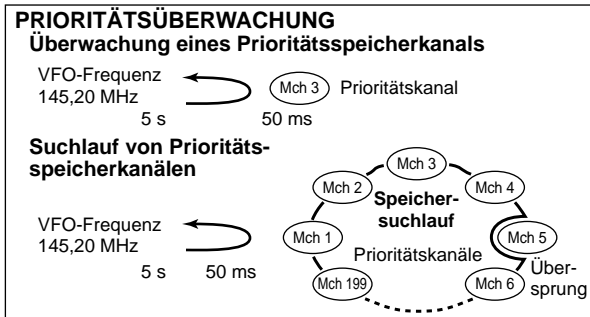 PRIORITÄTSÜBERWACHUNG
Überwachung eines Prioritätsspeicherkanals
VFO-Frequenz
145,20 MHz
Mch 3
Prioritätskanal
5 s
50 ms
Suchlauf von Prioritäts-
speicherkanälen
VFO-Frequenz
145,20 MHz
5 s
50 ms
Mch 3
Mch 2
Mch 4
Speicher-
suchlauf
Mch 1
Mch 5
Prioritätskanäle
Mch 199
Mch 6
Über-
sprung